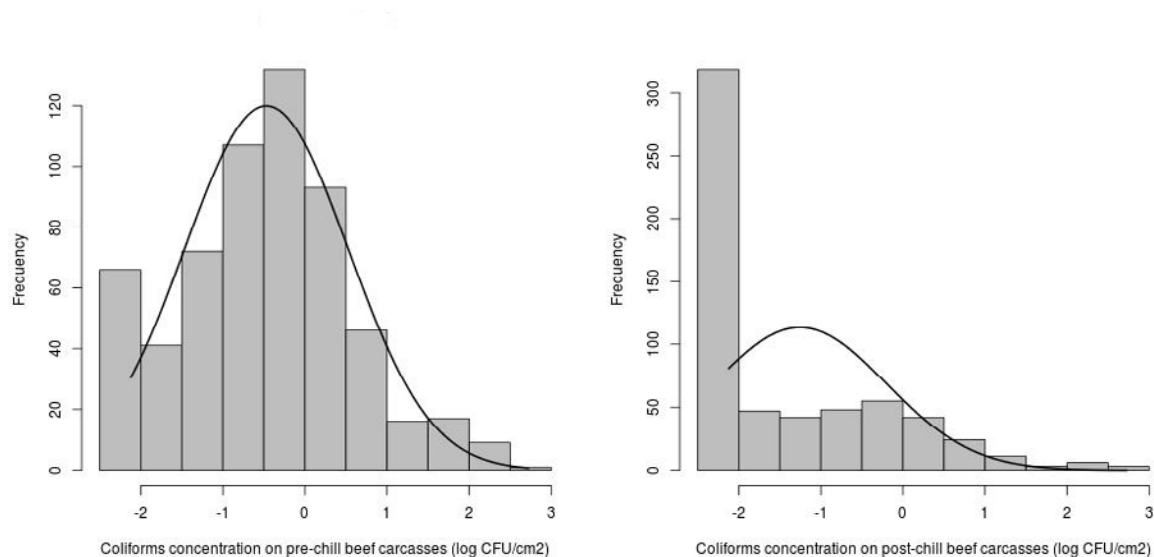 120
100
80
60
40
20
0
Frecuency
-2 -1 0 1 2 3
Coliforms concentration on pre-chill beef carcasses (log CFU/cm2)
300
250
200
150
100
50
0
Frecuency
-2 -1 0 1 2 3
Coliforms concentration on post-chill beef carcasses (log CFU/cm2)